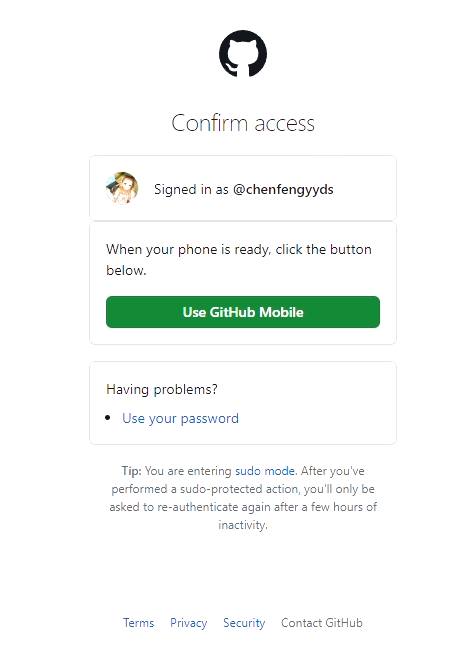 Confirm access
Signed in as @chenfengyyds
When your phone is ready, click the button
below.
Use GitHub Mobile
Having problems?
• Use your password
Tip: You are entering sudo mode. After you've
performed a sudo-protected action, you'll only be
asked to re-authenticate again after a few hours of
inactivity.
Terms Privacy Security Contact GitHub